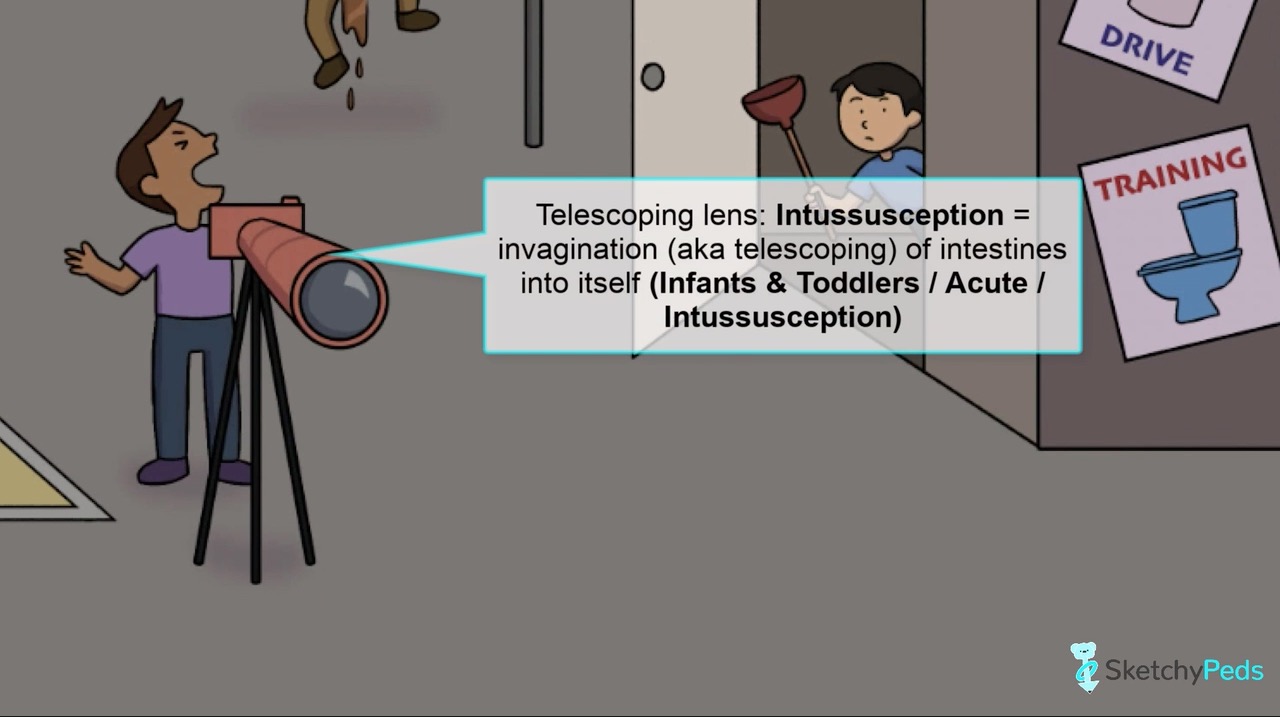 DRIVE
TRAINING
Telescoping lens: Intussusception =
invagination (aka telescoping) of intestines
into itself (Infants & Toddlers / Acute /
Intussusception)
SketchyPeds